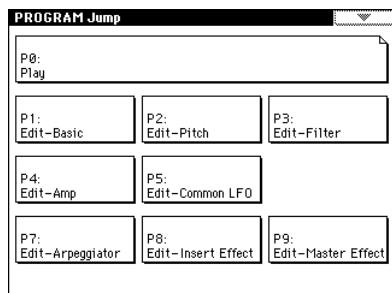 PROGRAM Jump
P0:
Play
P1:
Edit-Basic
P2:
Edit-Pitch
P3:
Edit-Filter
P4:
Edit-Amp
P5:
Edit-Common LFO
P7:
Edit-Arpeggiator
P8:
Edit-Insert Effect
P9:
Edit-Master Effect